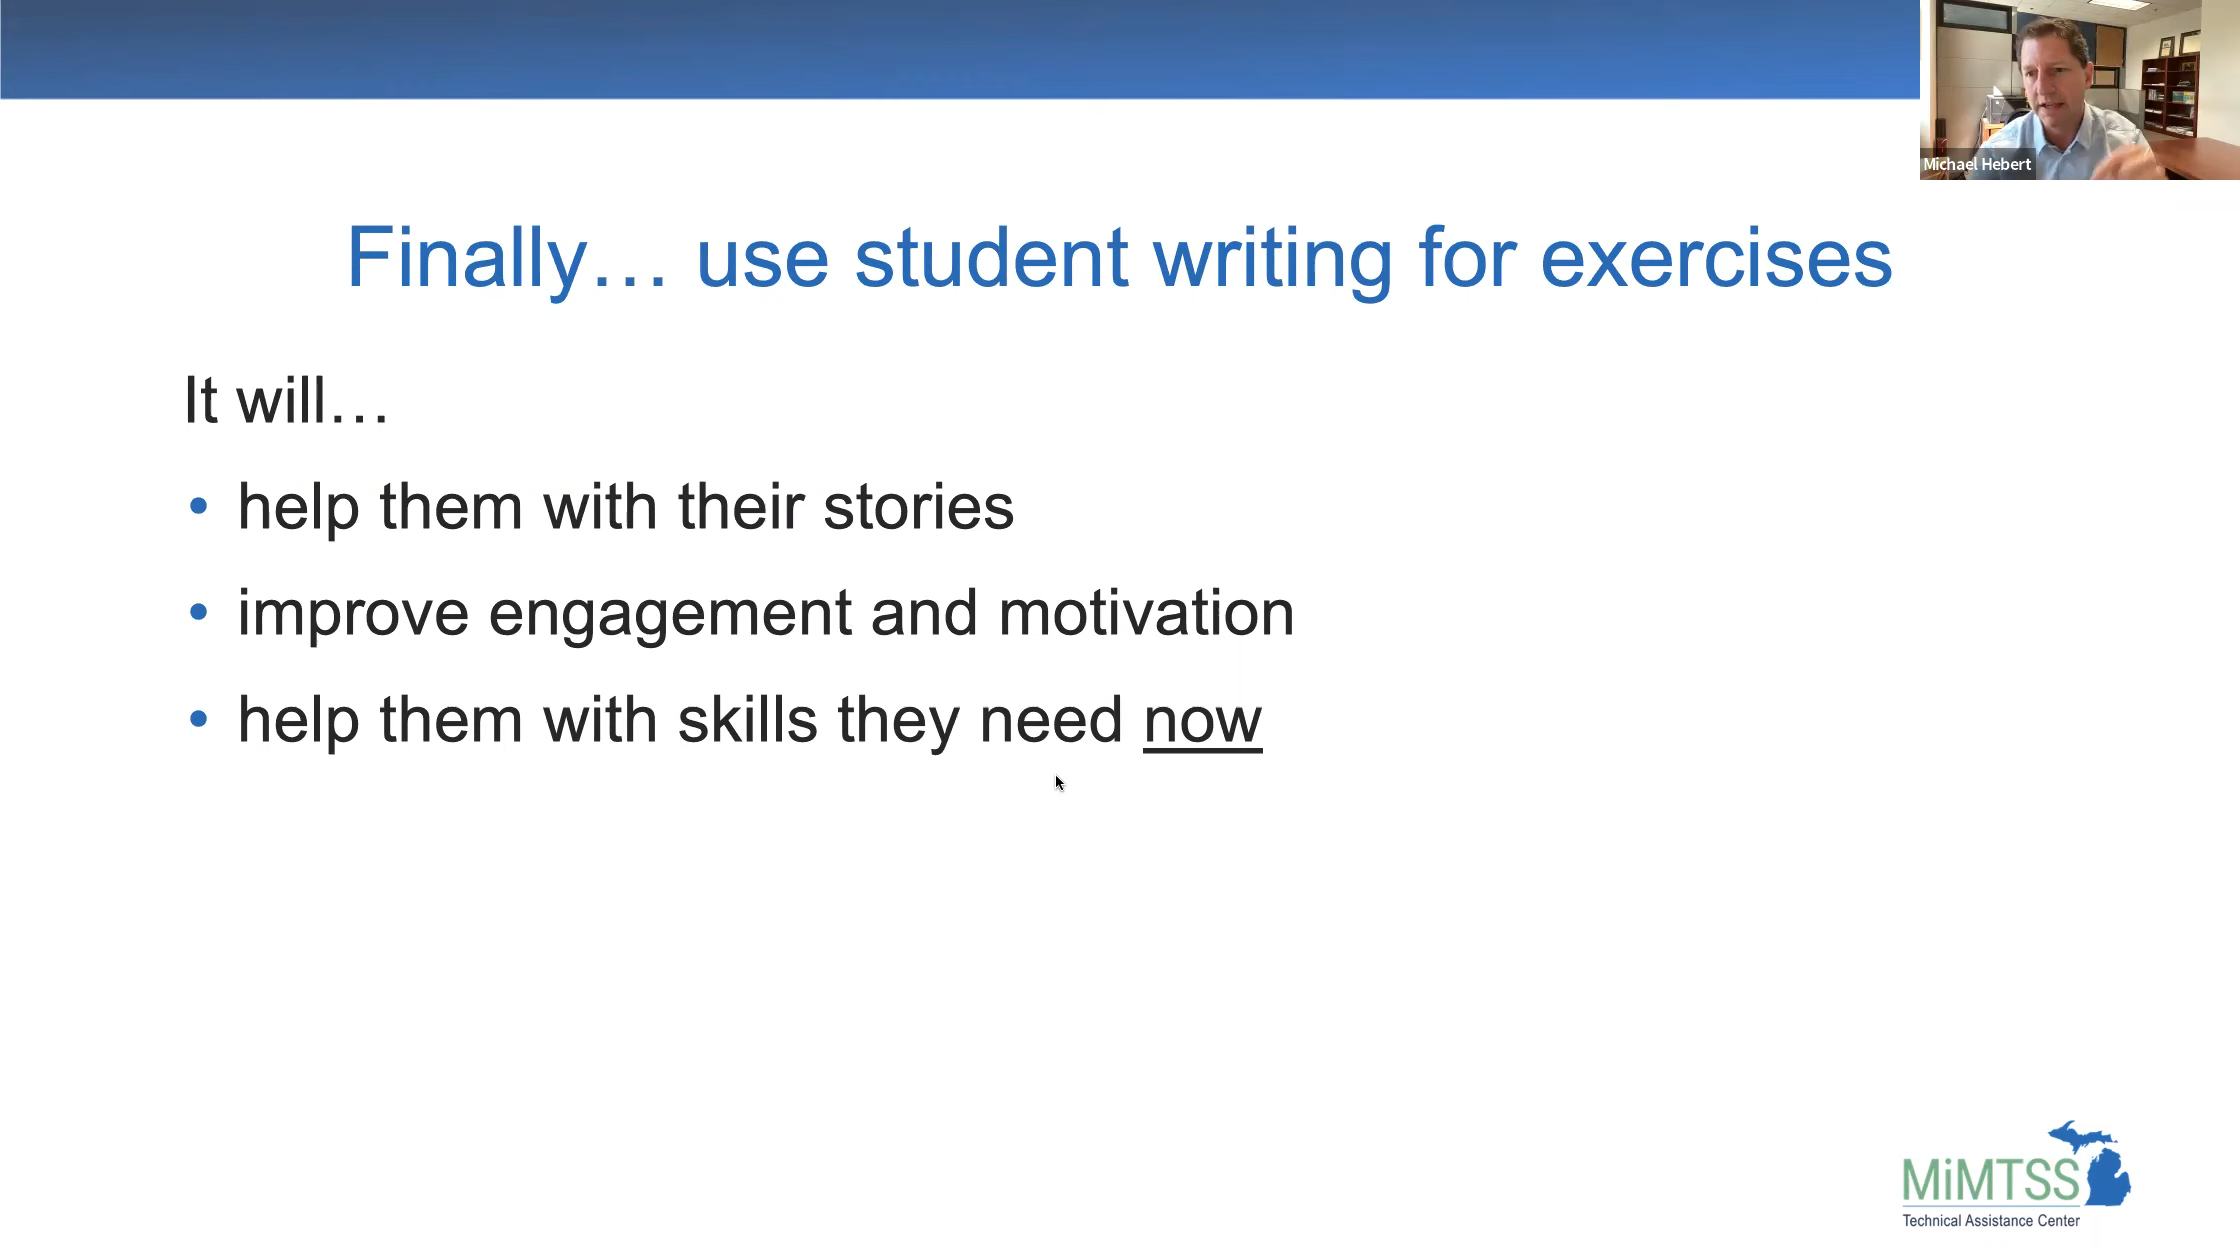 Michael Hebert
Finally… use student writing for exercises
It will…
• help them with their stories
• improve engagement and motivation
• help them with skills they need now
MiMTSS
Technical Assistance Center